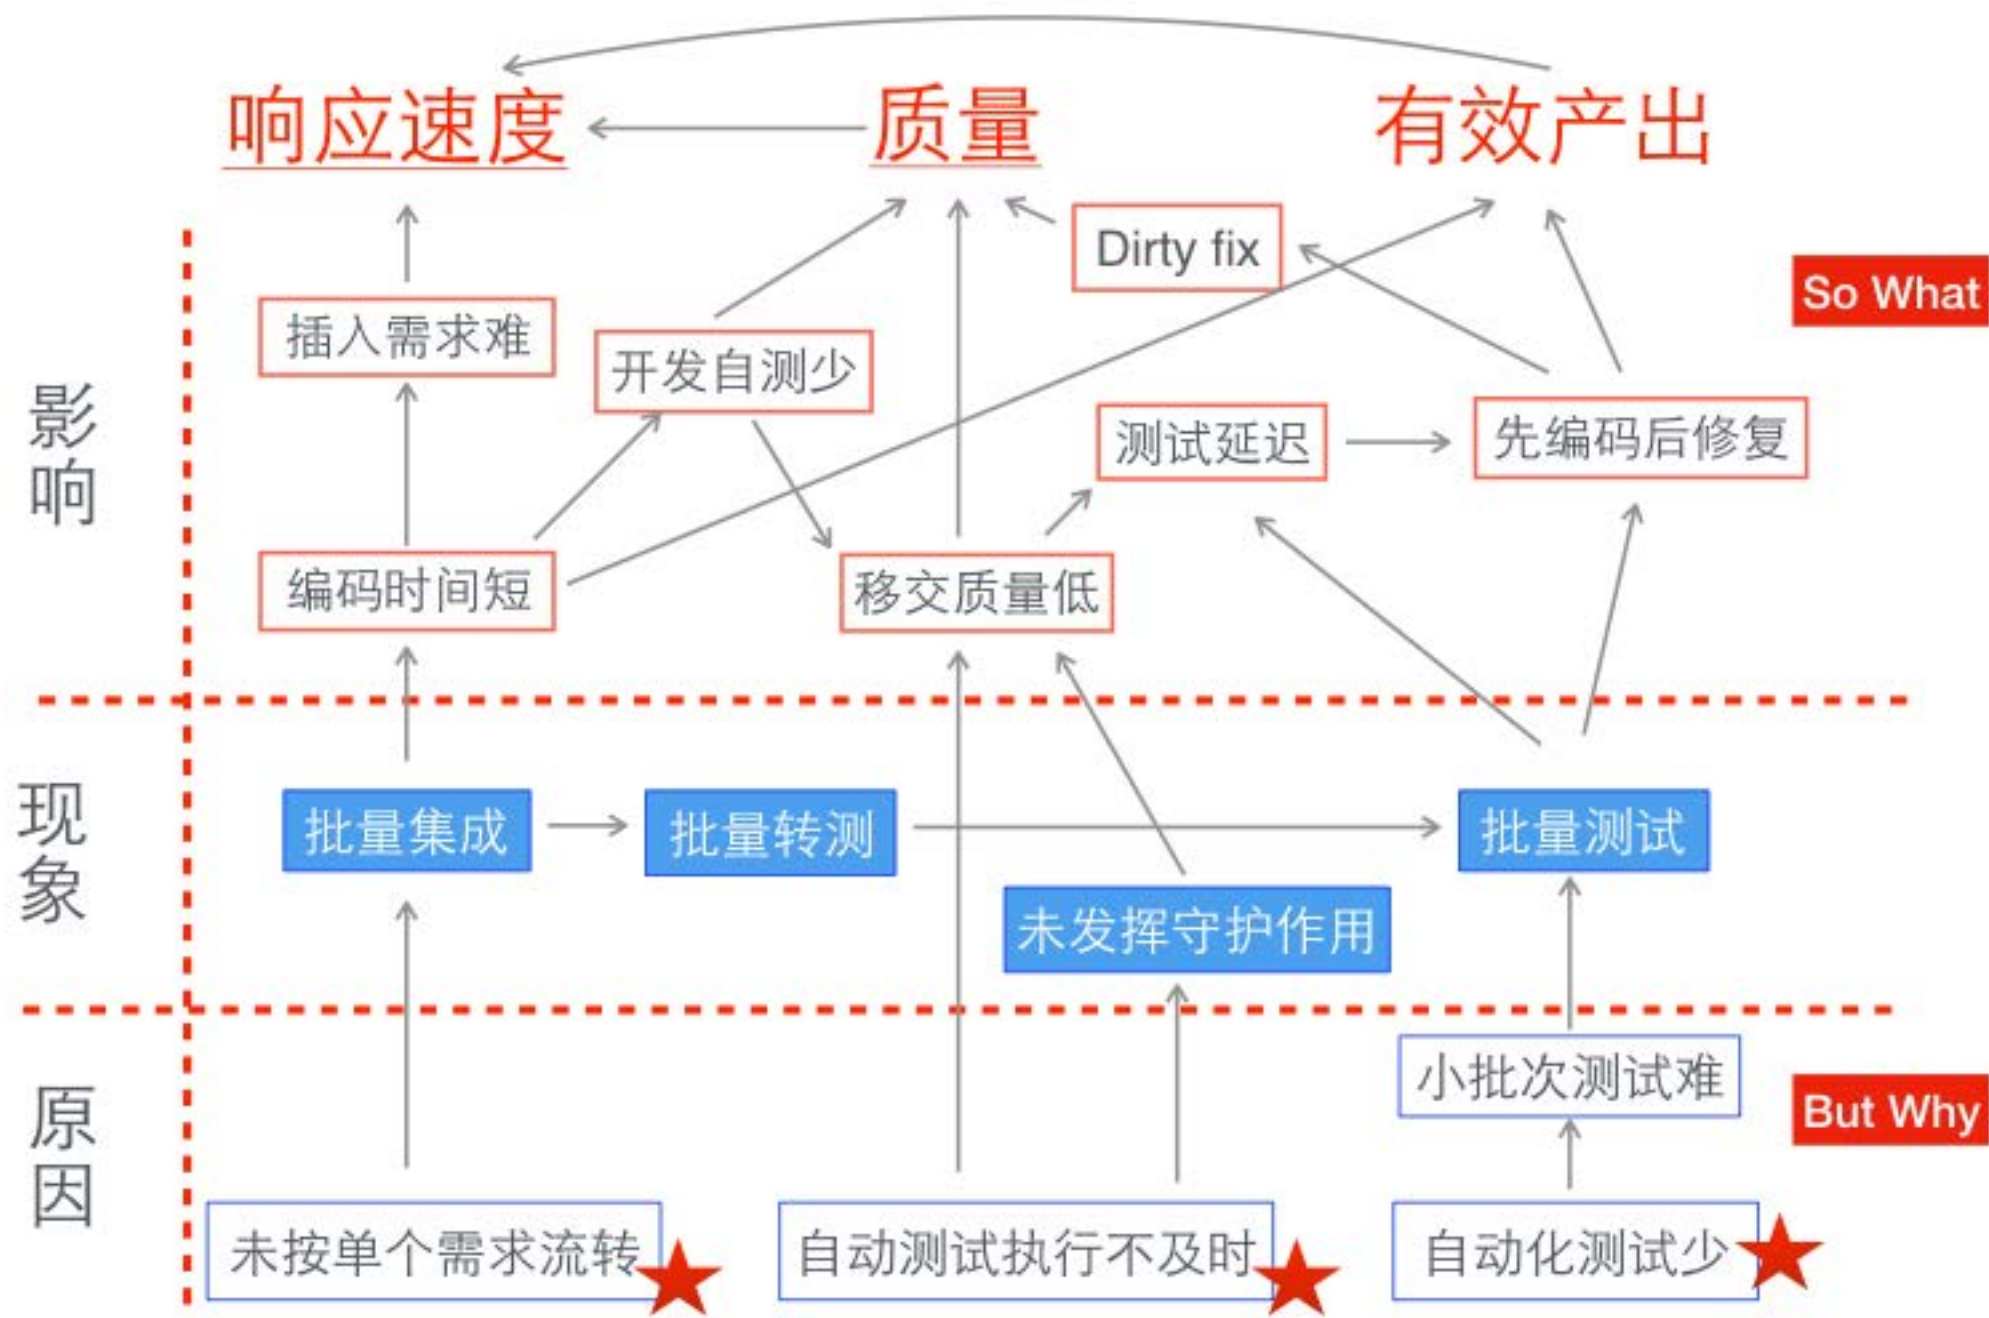 响应速度
质量
有效产出
Dirty fix
So What
插入需求难
开发自测少
影响
测试延迟
先编码后修复
编码时间短
移交质量低
现象
批量集成
批量转测
批量测试
未发挥守护作用
原因
小批次测试难
But Why
未按单个需求流转
自动测试执行不及时
自动化测试少